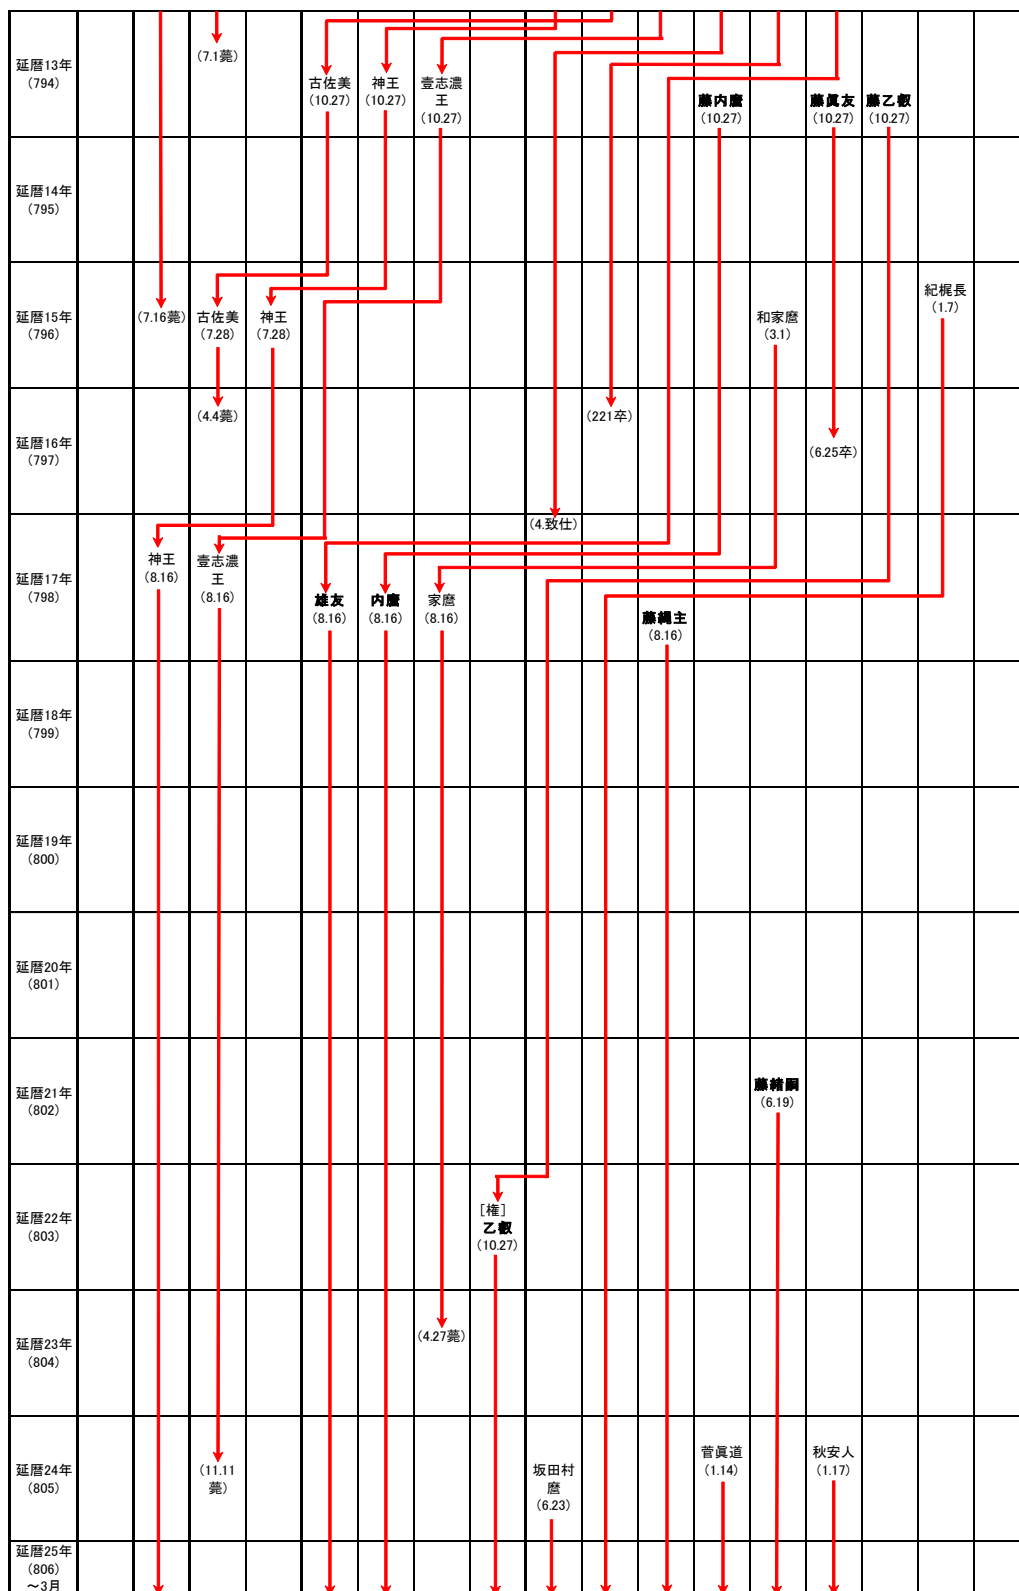 延暦13年
(794)
(7.1薨)
古佐美
(10.27)
神王
(10.27)
壹志濃
王
(10.27)
藤内麿
(10.27)
藤眞友
(10.27)
藤乙叡
(10.27)
延暦14年
(795)
延暦15年
(796)
(7.16薨)
古佐美
(7.28)
神王
(7.28)
和家麿
(3.1)
紀梶長
(1.7)
延暦16年
(797)
(4.4薨)
(221卒)
(6.25卒)
延暦17年
(798)
神王
(8.16)
壹志濃
王
(8.16)
雄友
(8.16)
内麿
(8.16)
家麿
(8.16)
(4.致仕)
藤縄主
(8.16)
延暦18年
(799)
延暦19年
(800)
延暦20年
(801)
延暦21年
(802)
藤緒嗣
(6.19)
延暦22年
(803)
[権]
乙叡
(10.27)
延暦23年
(804)
(4.27薨)
延暦24年
(805)
(11.11
薨)
坂田村
麿
(6.23)
菅眞道
(1.14)
秋安人
(1.17)
延暦25年
(806)
～3月